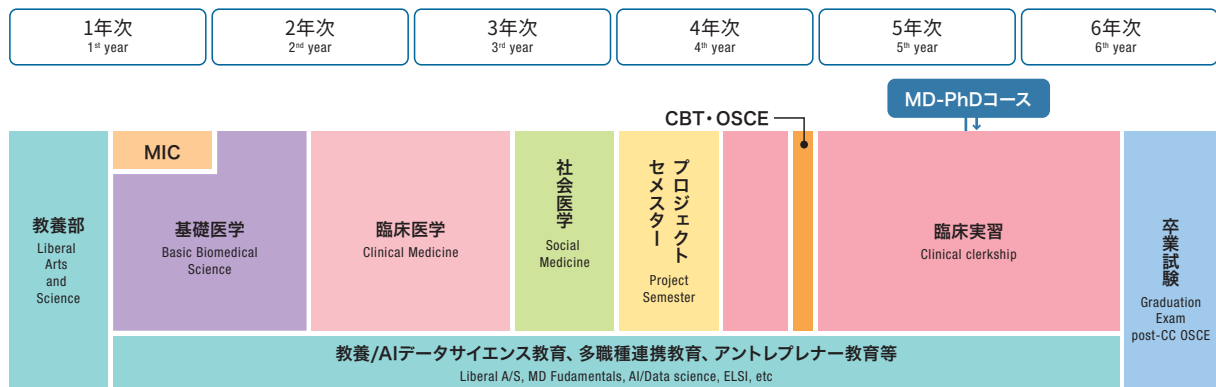 1年次
1st year
2年次
2nd year
3年次
3rd year
4年次
4th year
5年次
5th year
6年次
6th year
MD-PhDコース
CBT・OSCE
教養部
Liberal
Arts
and
Science
MIC
基礎医学
Basic Biomedical
Science
臨床医学
Clinical Medicine
社会医学
Social
Medicine
プロジェクト
セメスター
Project
Semester
臨床実習
Clinical clerkship
卒業試験
Graduation
Exam
post-CC OSCE
教養/AIデータサイエンス教育、多職種連携教育、アントレプレナー教育等
Liberal A/S, MD Fudamentals, AI/Data science, ELSI, etc